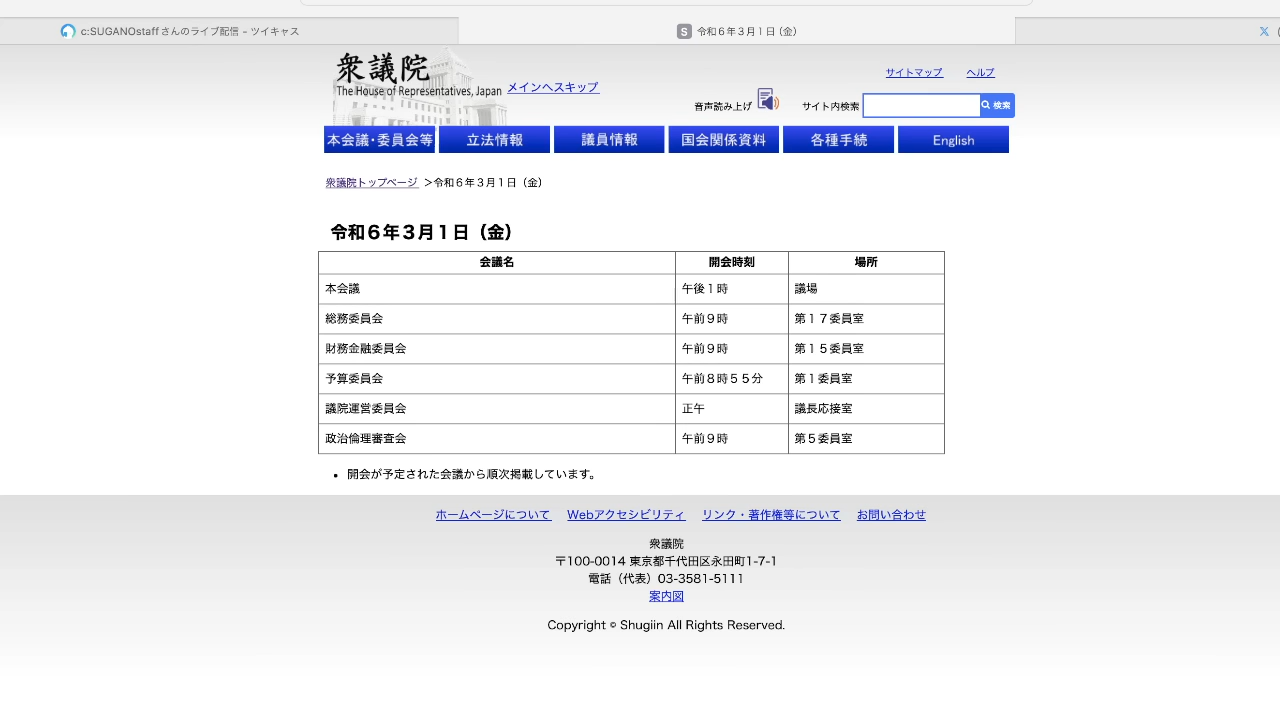 c:SUGANOstaffさんのライブ配信 - ツイキャス
S 令和６年３月１日（金）
衆議院
The House of Representatives, Japan
メインへスキップ
サイトマップ ヘルプ
音声読み上げ サイト内検索 検索
本会議・委員会等 立法情報 議員情報 国会関係資料 各種手続 English
衆議院トップページ ＞令和６年３月１日（金）
令和６年３月１日（金）
会議名 開会時刻 場所
本会議 午後１時 議場
総務委員会 午前９時 第１７委員室
財務金融委員会 午前９時 第１５委員室
予算委員会 午前８時５５分 第１委員室
議院運営委員会 正午 議長応接室
政治倫理審査会 午前９時 第５委員室
• 開会が予定された会議から順次掲載しています。
ホームページについて Webアクセシビリティ リンク・著作権等について お問い合わせ
衆議院
〒100-0014 東京都千代田区永田町1-7-1
電話（代表）03-3581-5111
案内図
Copyright © Shugiin All Rights Reserved.